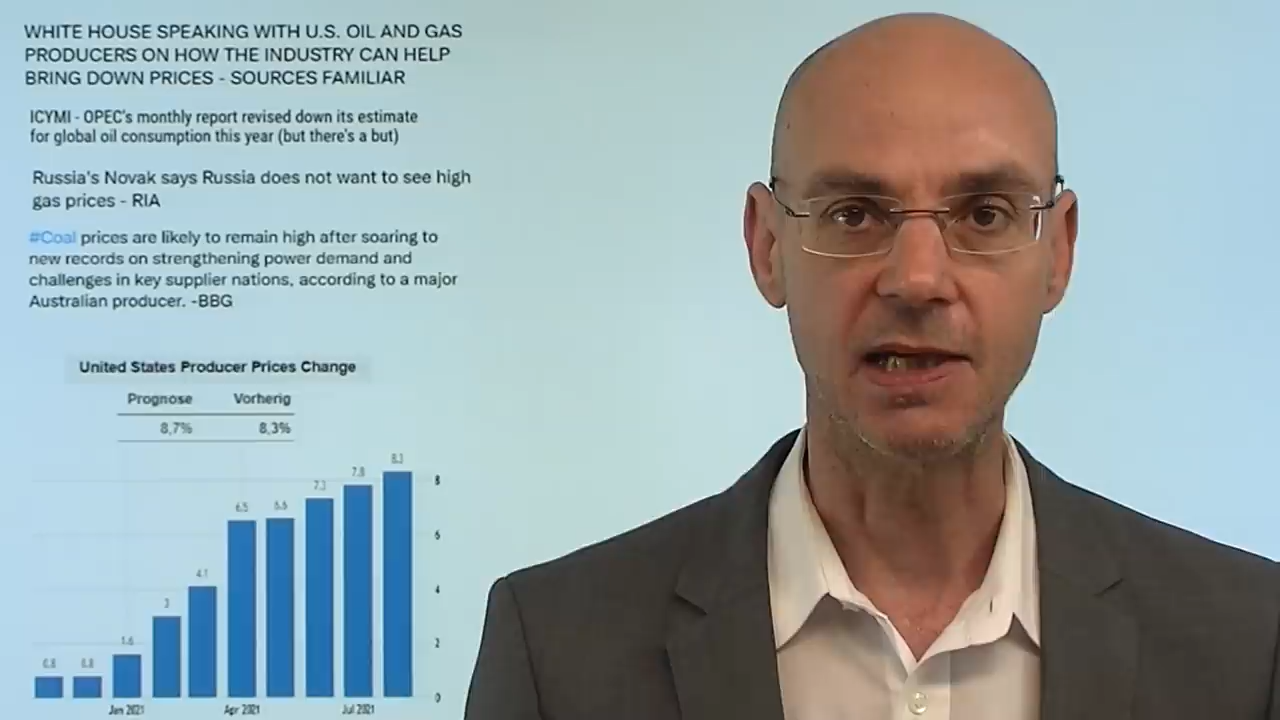 WHITE HOUSE SPEAKING WITH U.S. OIL AND GAS
PRODUCERS ON HOW THE INDUSTRY CAN HELP
BRING DOWN PRICES - SOURCES FAMILIAR
ICYMI - OPEC's monthly report revised down its estimate
for global oil consumption this year (but there's a but)
Russia's Novak says Russia does not want to see high
gas prices - RIA
#Coal prices are likely to remain high after soaring to
new records on strengthening power demand and
challenges in key supplier nations, according to a major
Australian producer. -BBG
United States Producer Prices Change
Prognose Vorherig
8,7% 8,3%
8.3
7.8
7.3
6.5 6.6
4.1
3
1.6
0.8 0.8
8
6
4
2
0
Jan 2021 Apr 2021 Jul 2021